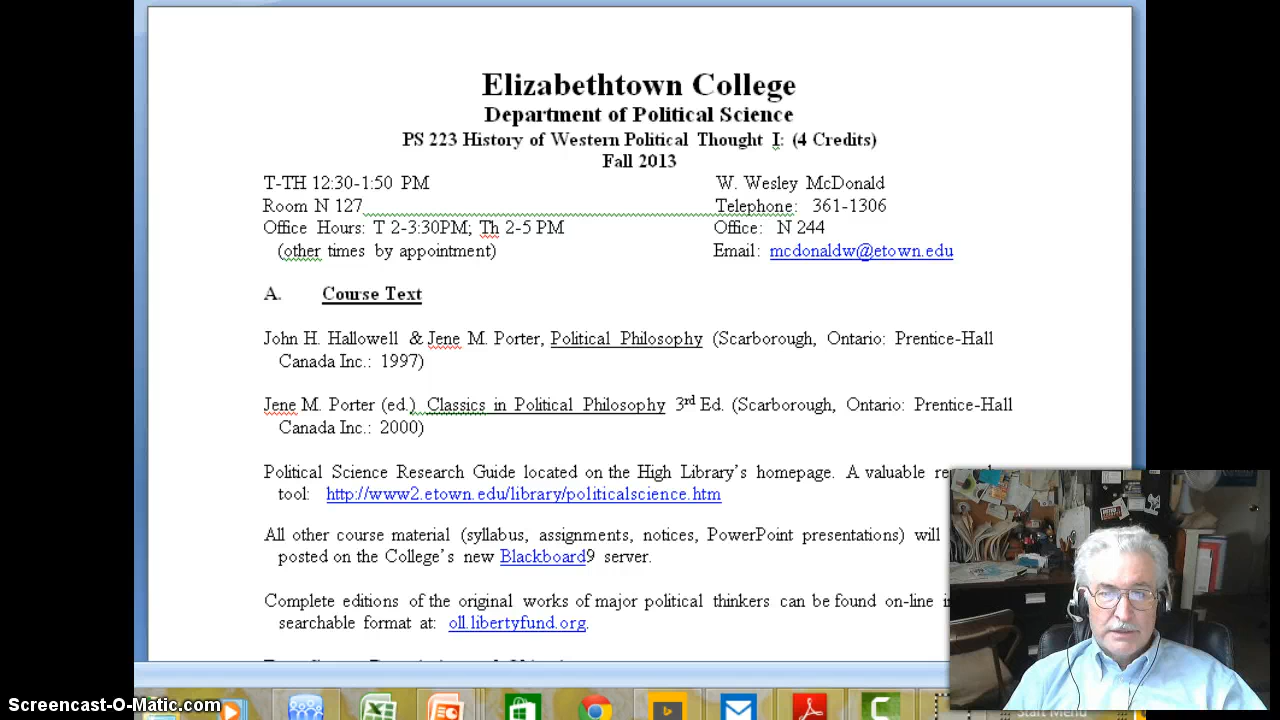 Elizabethtown College
Department of Political Science
PS 223 History of Western Political Thought I: (4 Credits)
Fall 2013
T-TH 12:30-1:50 PM W. Wesley McDonald
Room N 127 Telephone: 361-1306
Office Hours: T 2-3:30PM; Th 2-5 PM Office: N 244
(other times by appointment) Email: mcdonaldw@etown.edu
A. Course Text
John H. Hallowell & Jene M. Porter, Political Philosophy (Scarborough, Ontario: Prentice-Hall
Canada Inc.: 1997)
Jene M. Porter (ed.) Classics in Political Philosophy 3rd Ed. (Scarborough, Ontario: Prentice-Hall
Canada Inc.: 2000)
Political Science Research Guide located on the High Library's homepage. A valuable
tool: http://www2.etown.edu/library/politicalscience.htm
All other course material (syllabus, assignments, notices, PowerPoint presentations) will
posted on the College's new Blackboard9 server.
Complete editions of the original works of major political thinkers can be found on-line
searchable format at: oll.libertyfund.org.
Screencast-O-Matic.com
Start Menu